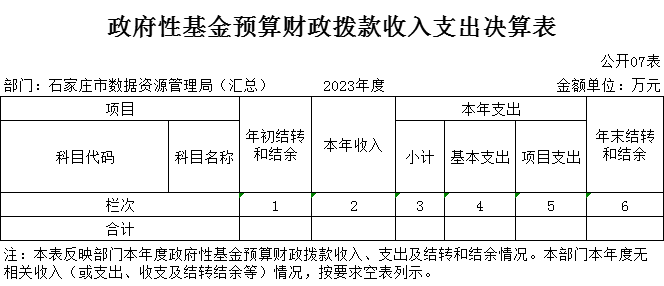 政府性基金预算财政拨款收入支出决算表
公开07表
部门：石家庄市数据资源管理局（汇总） 2023年度 金额单位：万元
项目 年初结转和结余 本年收入 本年支出 年末结转和结余
科目代码 科目名称 小计 基本支出 项目支出
栏次 1 2 3 4 5 6
合计
注：本表反映部门本年度政府性基金预算财政拨款收入、支出及结转和结余情况。本部门本年度无
相关收入（或支出、收支及结转结余等）情况，按要求空表列示。